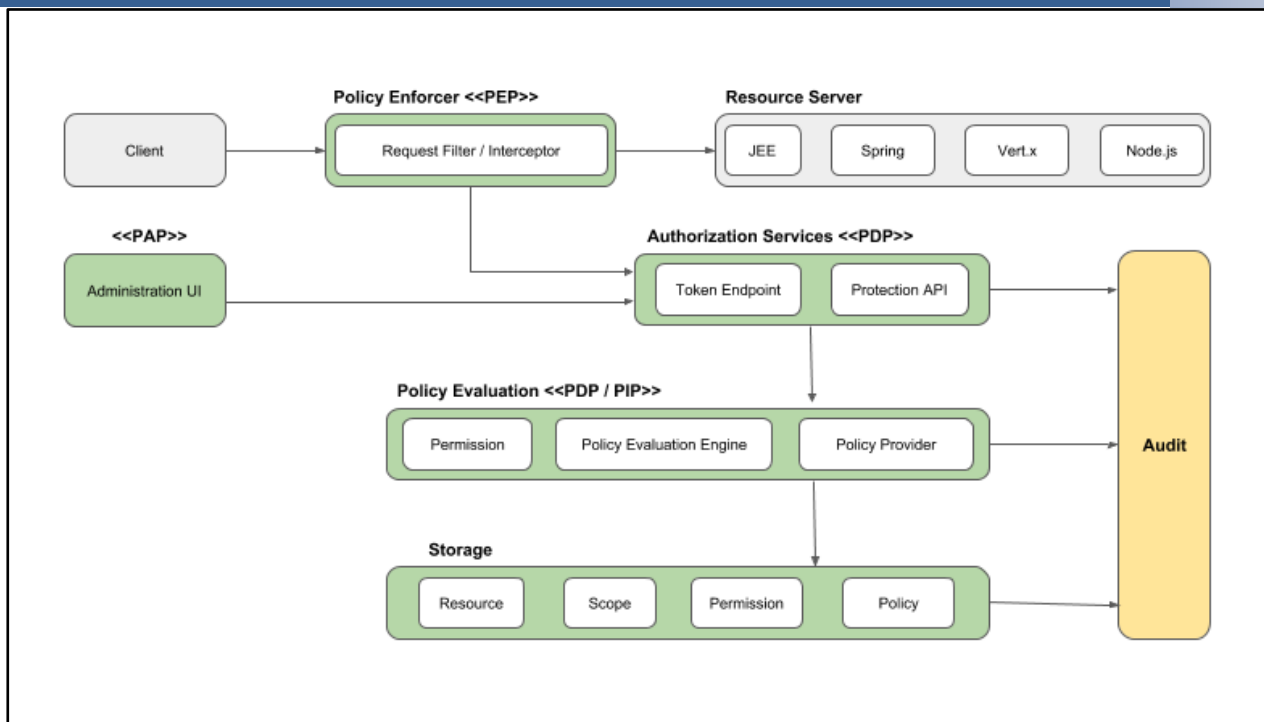 Policy Enforcer <<PEP>>
Resource Server
Client
Request Filter / Interceptor
JEE
Spring
Vert.x
Node.js
<<PAP>>
Authorization Services <<PDP>>
Administration UI
Token Endpoint
Protection API
Policy Evaluation <<PDP / PIP>>
Permission
Policy Evaluation Engine
Policy Provider
Audit
Storage
Resource
Scope
Permission
Policy